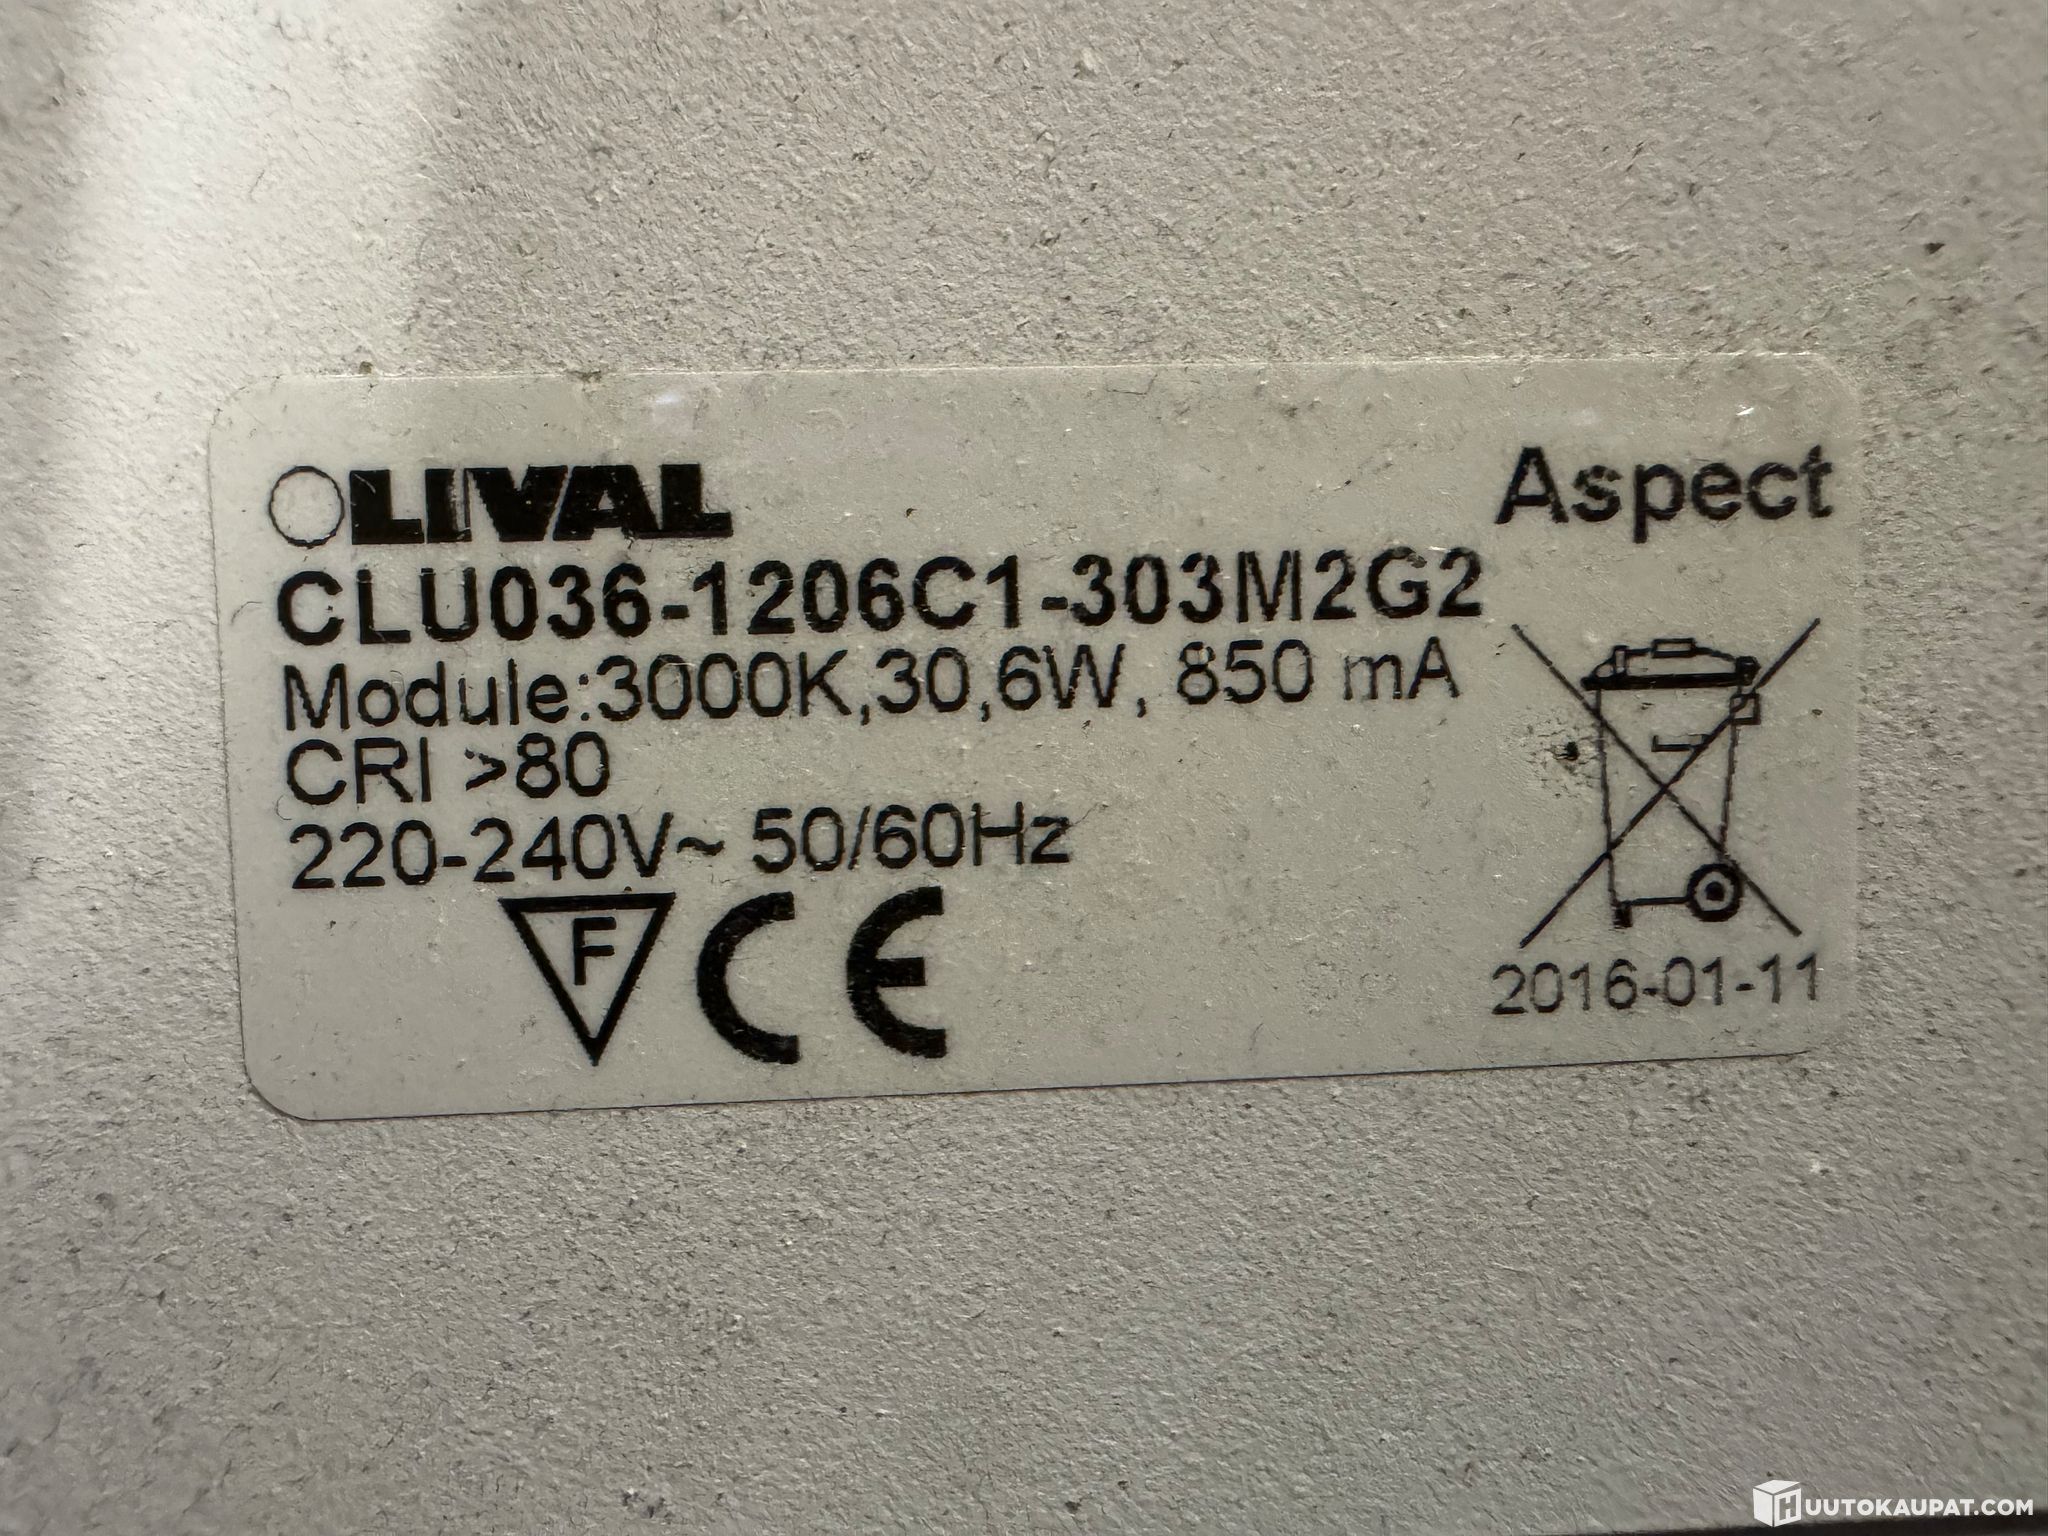 LIVAL
Aspect
CLU036-1206C1-303M2G2
Module:3000K,30,6W, 850 mA
CRI >80
220-240V~ 50/60Hz
F CE
2016-01-11
HUUTOKAUPAT.COM